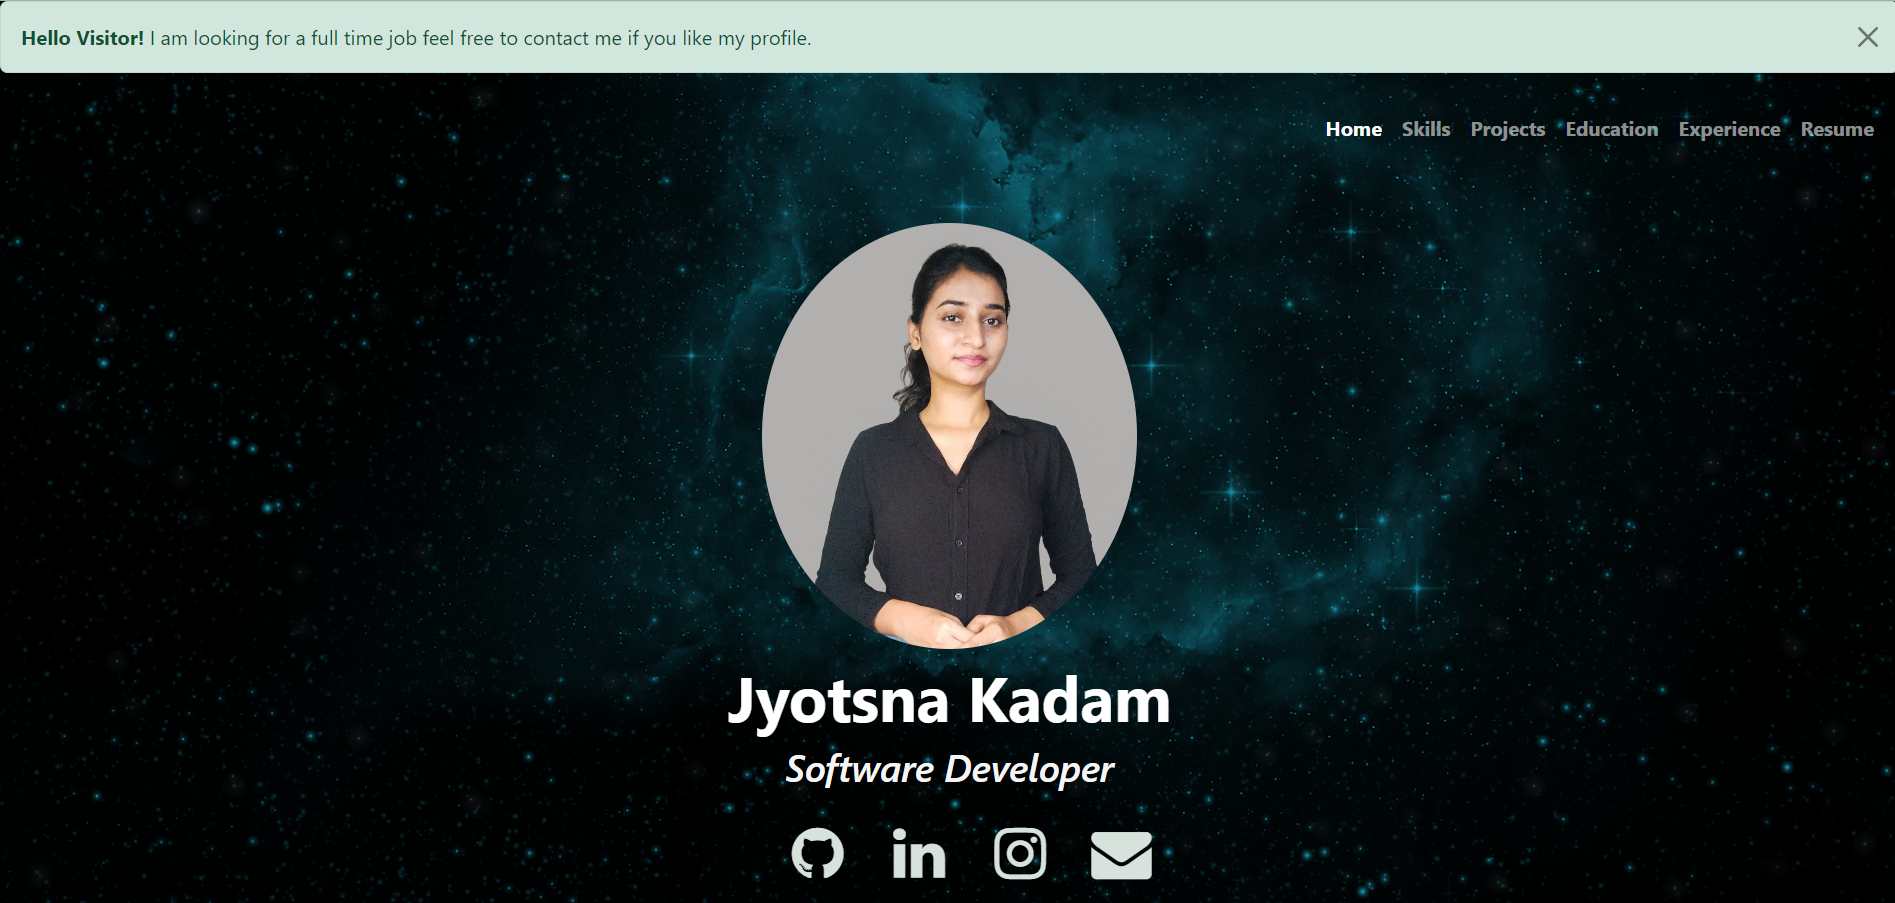 Hello Visitor! I am looking for a full time job feel free to contact me if you like my profile.
Home Skills Projects Education Experience Resume
Jyotsna Kadam
Software Developer